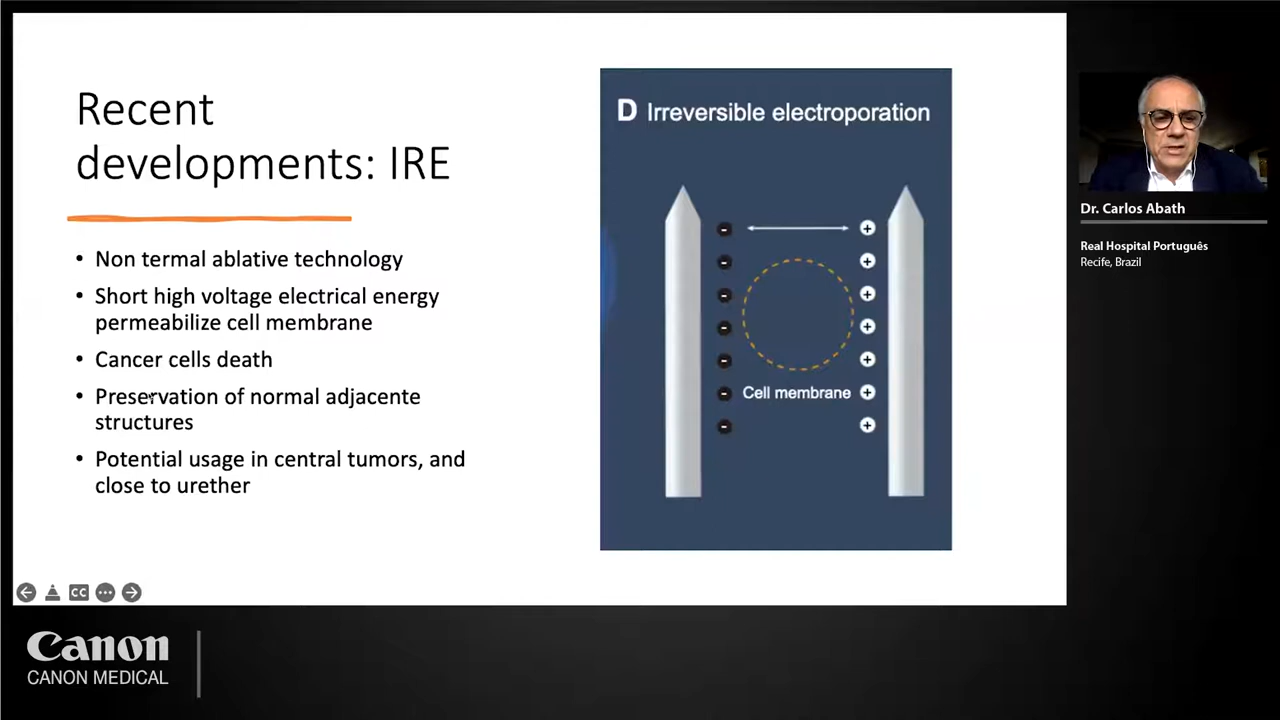 Recent
developments: IRE
• Non termal ablative technology
• Short high voltage electrical energy
permeabilize cell membrane
• Cancer cells death
• Preservation of normal adjacente
structures
• Potential usage in central tumors, and
close to urether
D Irreversible electroporation
Cell membrane
Dr. Carlos Abath
Real Hospital Português
Recife, Brazil
CC
Canon
CANON MEDICAL